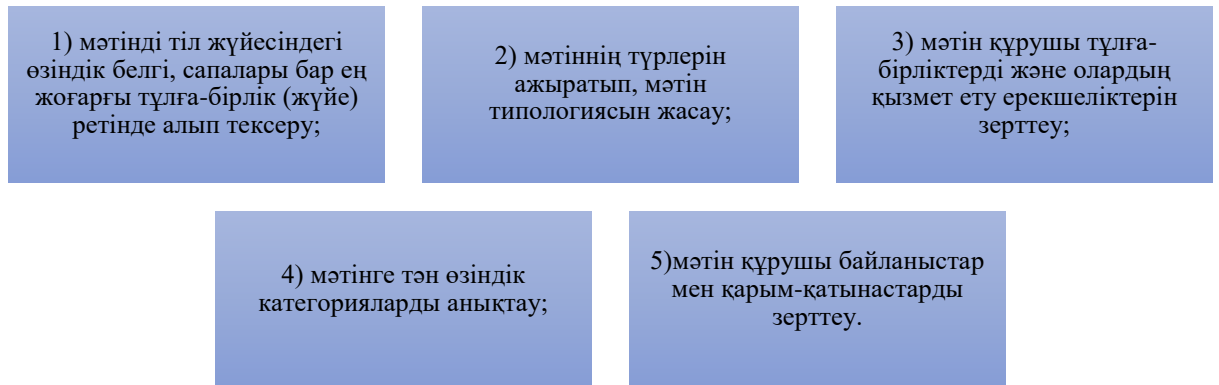 1) мәтінді тіл жүйесіндегі
өзіндік белгі, сапалары бар ең
жоғарғы тұлға-бірлік (жүйе)
ретінде алып тексеру;
2) мәтіннің түрлерін
ажыратып, мәтін
типологиясын жасау;
3) мәтін құрушы тұлға-
бірліктерді және олардың
қызмет ету ерекшеліктерін
зерттеу;
4) мәтінге тән өзіндік
категорияларды анықтау;
5)мәтін құрушы байланыстар
мен қарым-қатынастарды
зерттеу.